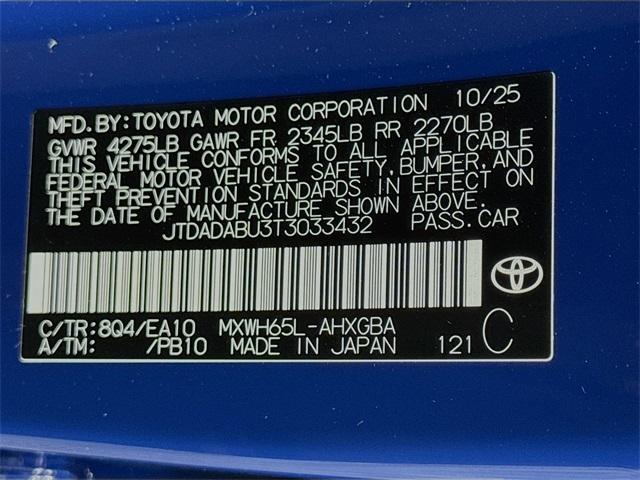 MFD. BY: TOYOTA MOTOR CORPORATION 10/25
GVWR 4275LB GAWR FR 2345LB RR 2270LB
THIS VEHICLE CONFORMS TO ALL APPLICABLE
FEDERAL MOTOR VEHICLE SAFETY, BUMPER, AND
THEFT PREVENTION STANDARDS IN EFFECT ON
THE DATE OF MANUFACTURE SHOWN ABOVE.
JTDADABU3T3033432 PASS. CAR
C/TR: 8Q4/EA10 MXWH65L-AHXGBA
A/TM: /PB10 MADE IN JAPAN 121 C